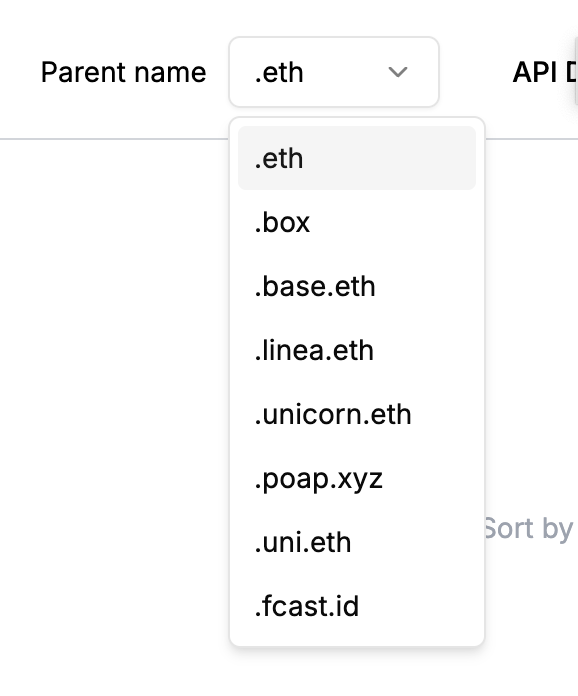 Parent name .eth API
.eth
.box
.base.eth
.linea.eth
.unicorn.eth
.poap.xyz
.uni.eth
Sort by
.fcast.id